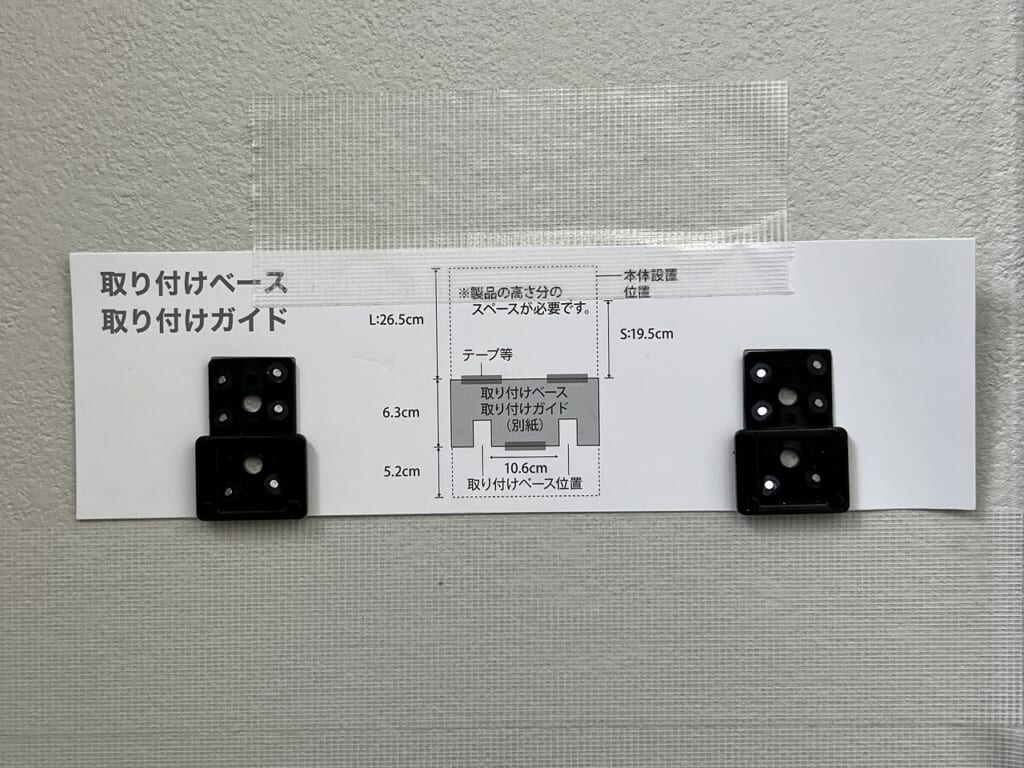 取り付けベース
取り付けガイド
本体設置
位置
※製品の高さ分の
スペースが必要です。
L:26.5cm
S:19.5cm
テープ等
6.3cm
取り付けベース
取り付けガイド
(別紙)
5.2cm
10.6cm
取り付けベース位置